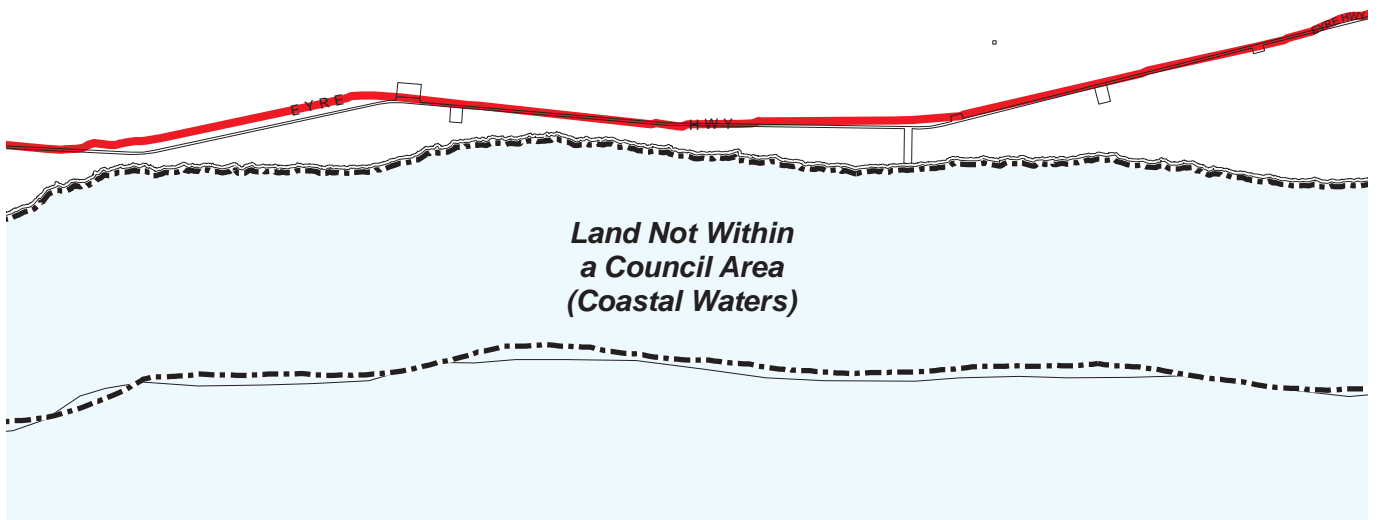 EYRE HWY
EYRE
HWY
Land Not Within
a Council Area
(Coastal Waters)